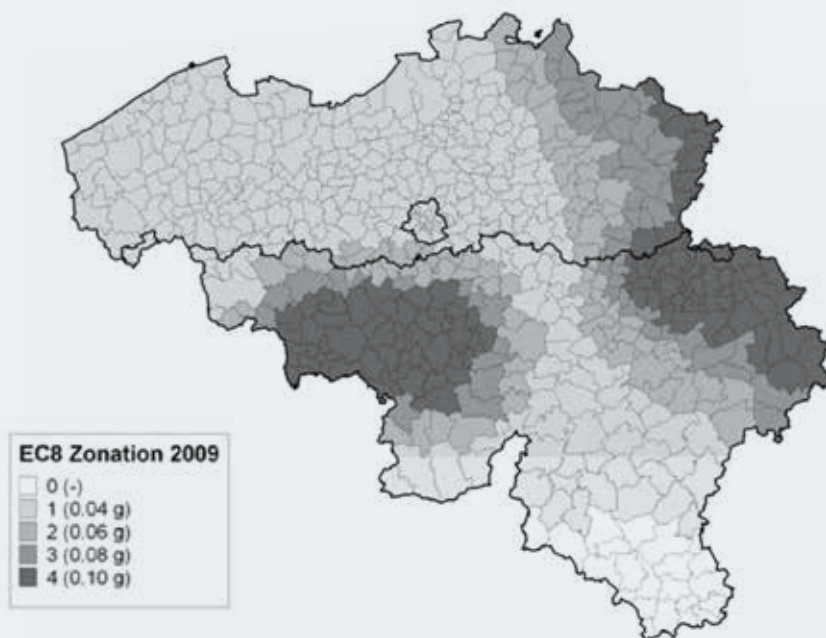 EC8 Zonation 2009
0 (-)
1 (0.04 g)
2 (0.06 g)
3 (0.08 g)
4 (0.10 g)